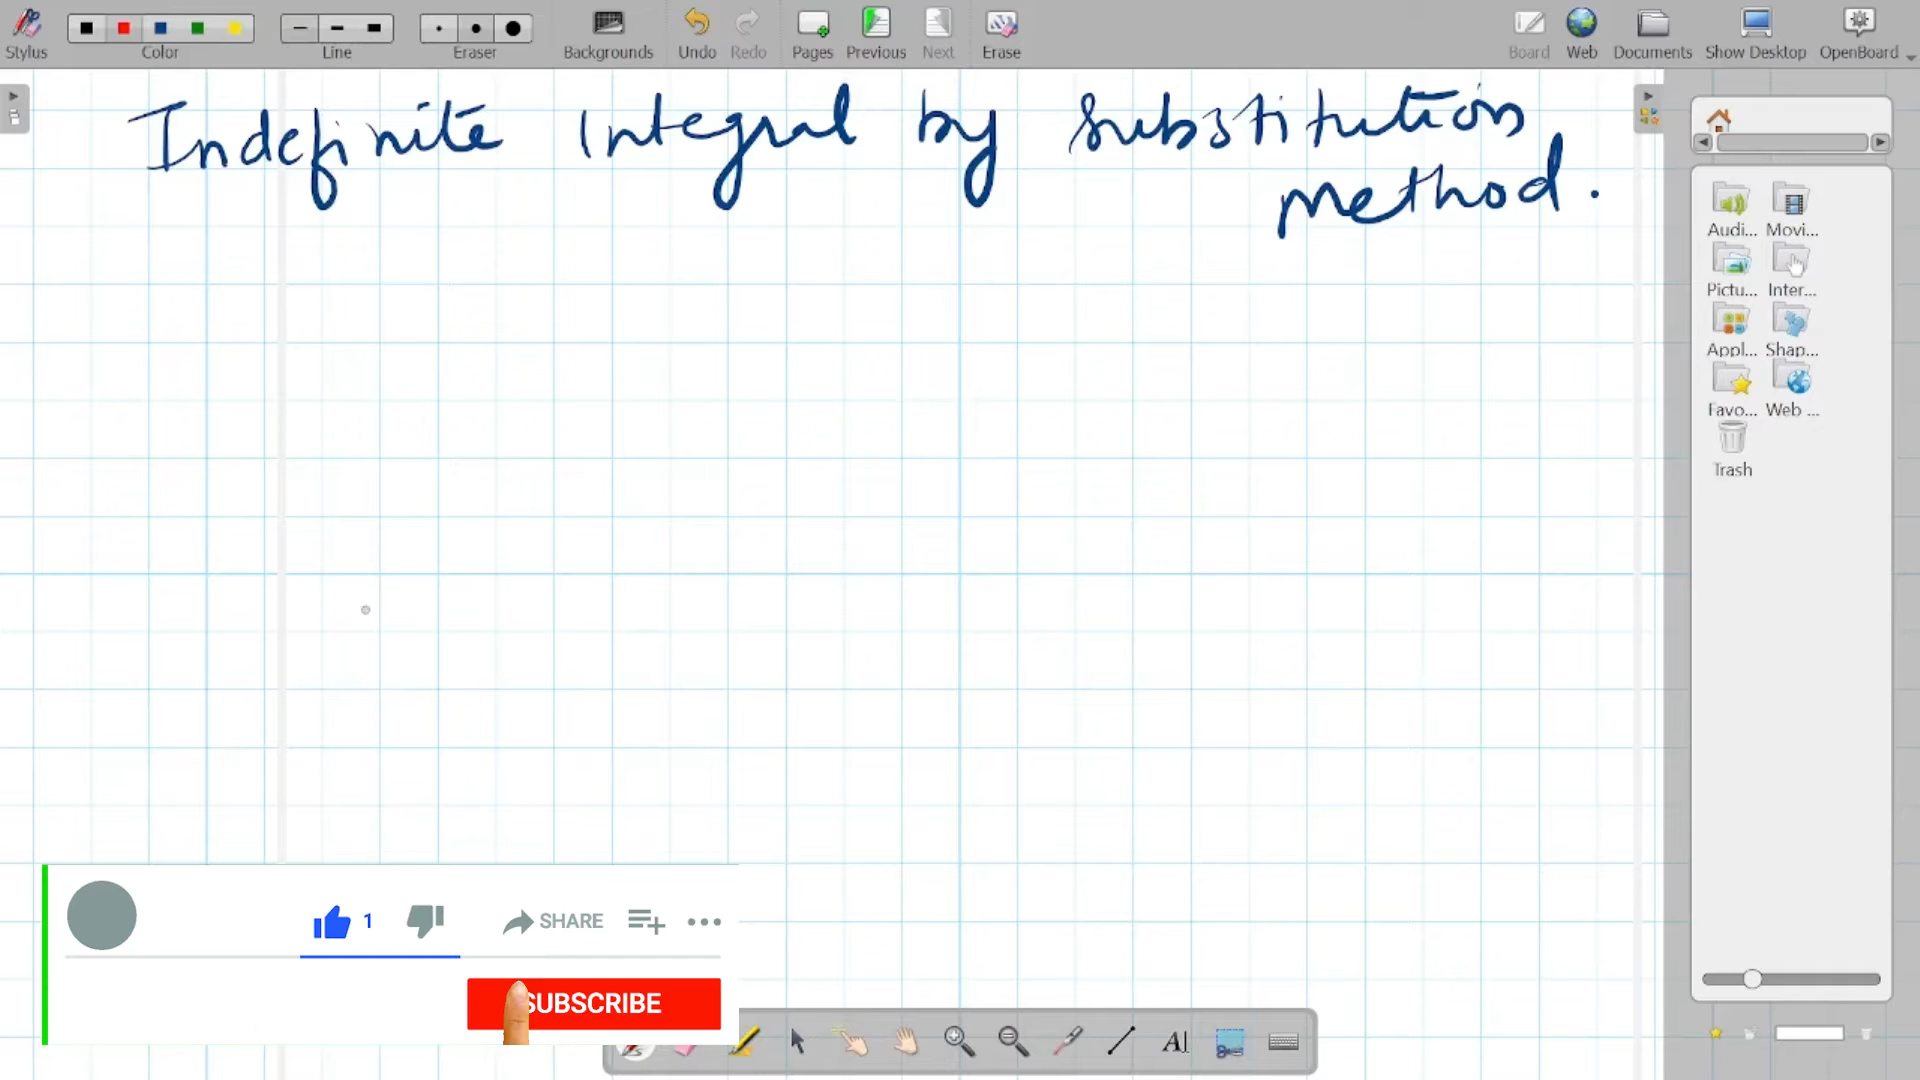 Stylus
Color
Line
Eraser
Backgrounds
Undo
Redo
Pages
Previous
Next
Erase
Board
Web
Documents
Show Desktop
OpenBoard
Indefinite Integral by Substitution
method.
Audi... Movi...
Pictu... Inter...
Appl... Shap...
Favo... Web ...
Trash
1
SHARE
SUBSCRIBE
A